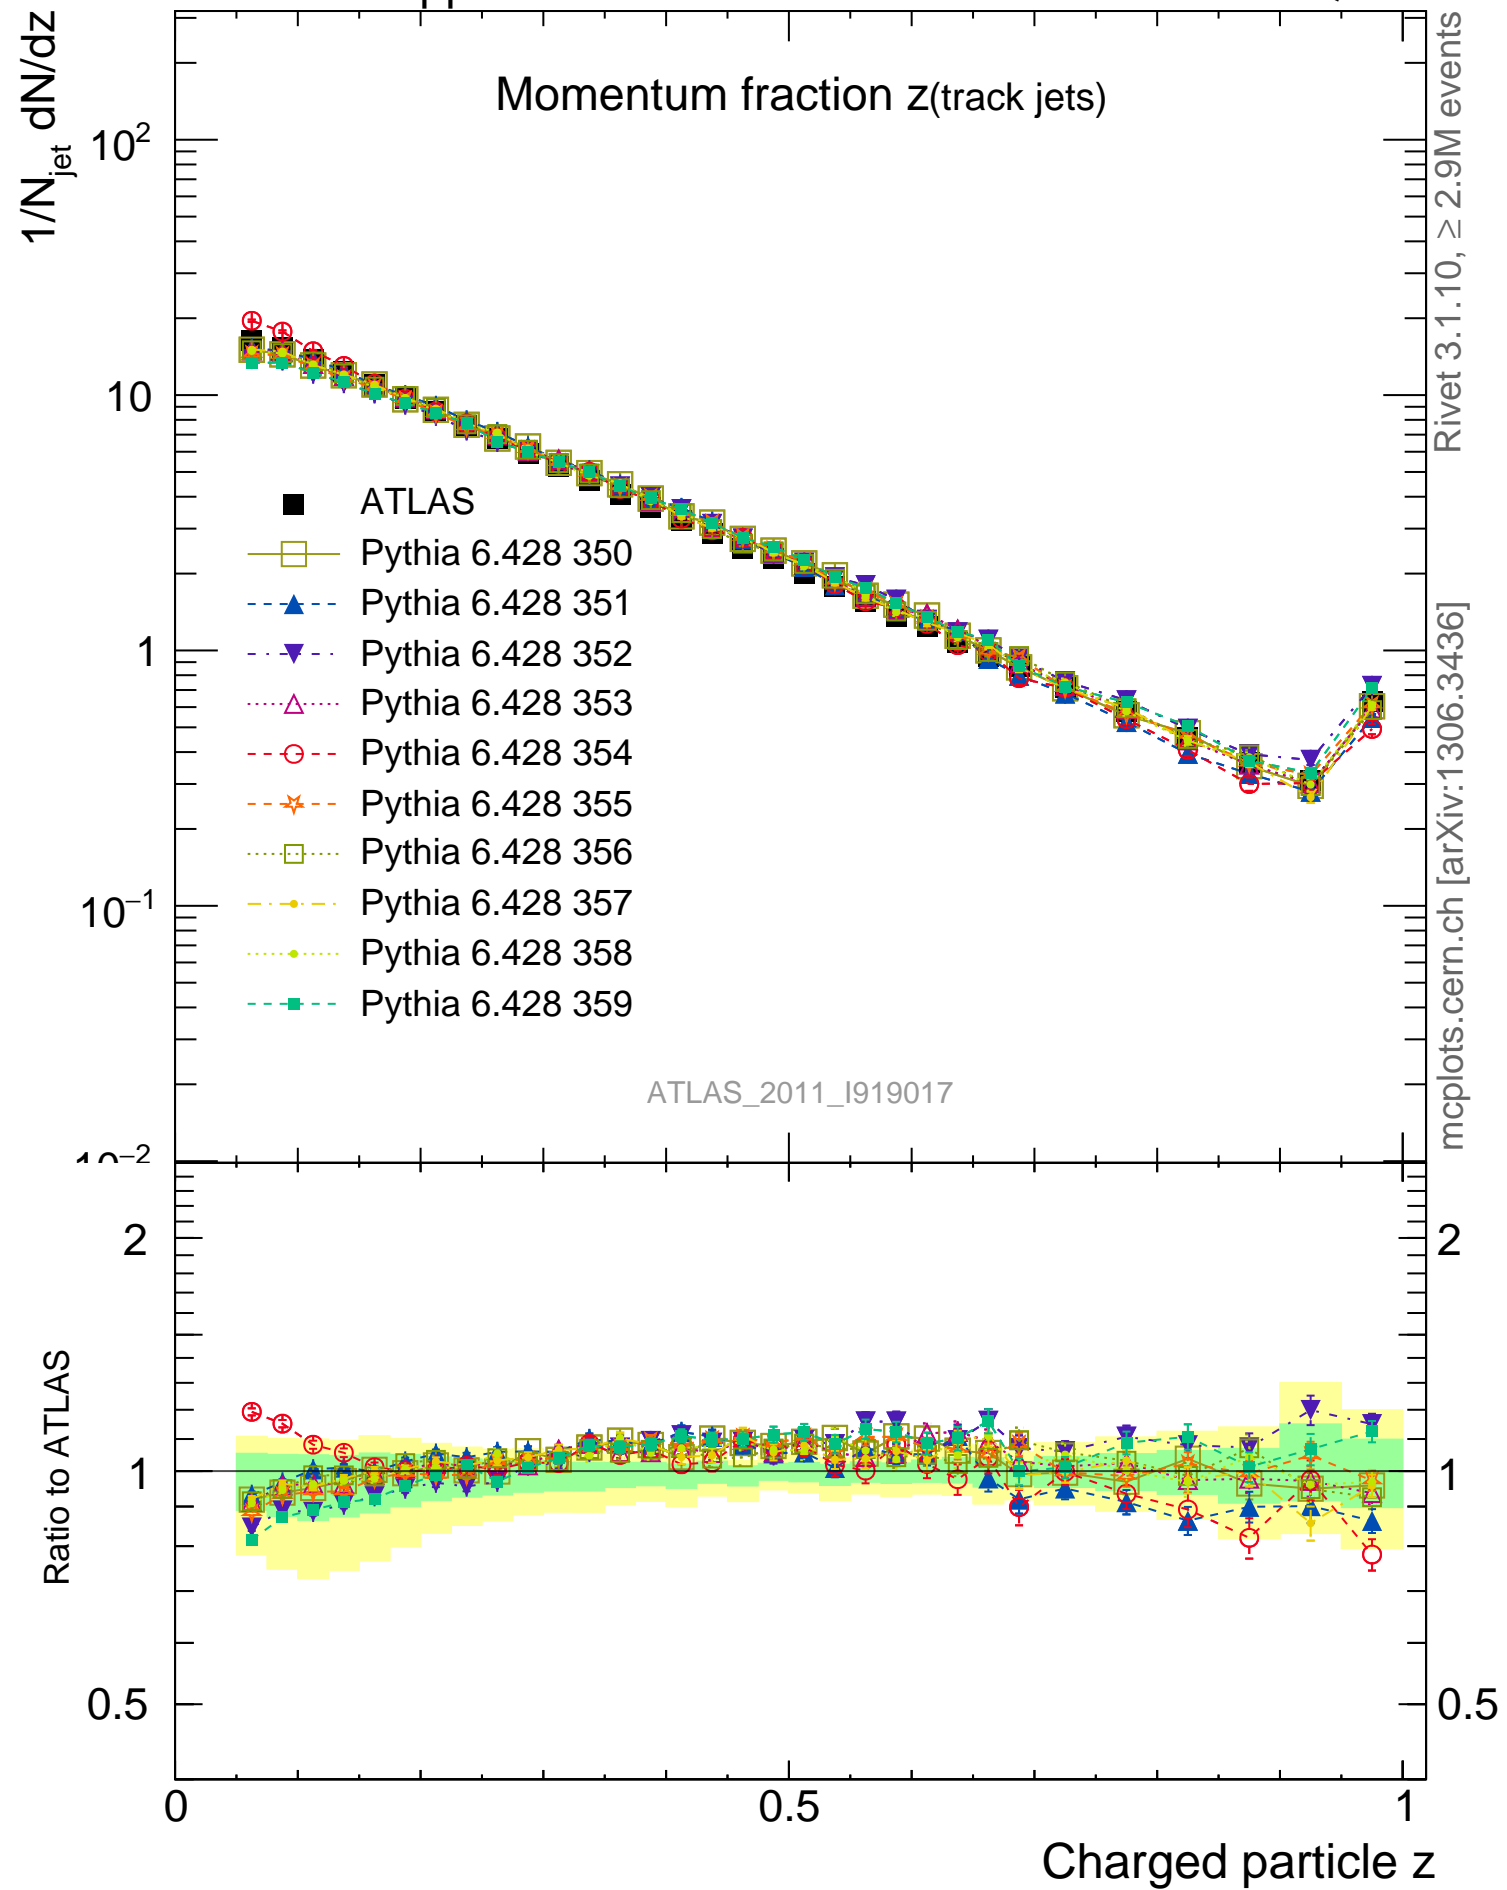 Momentum fraction z(track jets)
1/N_jet dN/dz
10²
10
1
10⁻¹
10⁻²
ATLAS
Pythia 6.428 350
Pythia 6.428 351
Pythia 6.428 352
Pythia 6.428 353
Pythia 6.428 354
Pythia 6.428 355
Pythia 6.428 356
Pythia 6.428 357
Pythia 6.428 358
Pythia 6.428 359
ATLAS_2011_I919017
Rivet 3.1.10, ≥ 2.9M events
mcplots.cern.ch [arXiv:1306.3436]
Ratio to ATLAS
2
1
0.5
2
1
0.5
0
0.5
1
Charged particle z